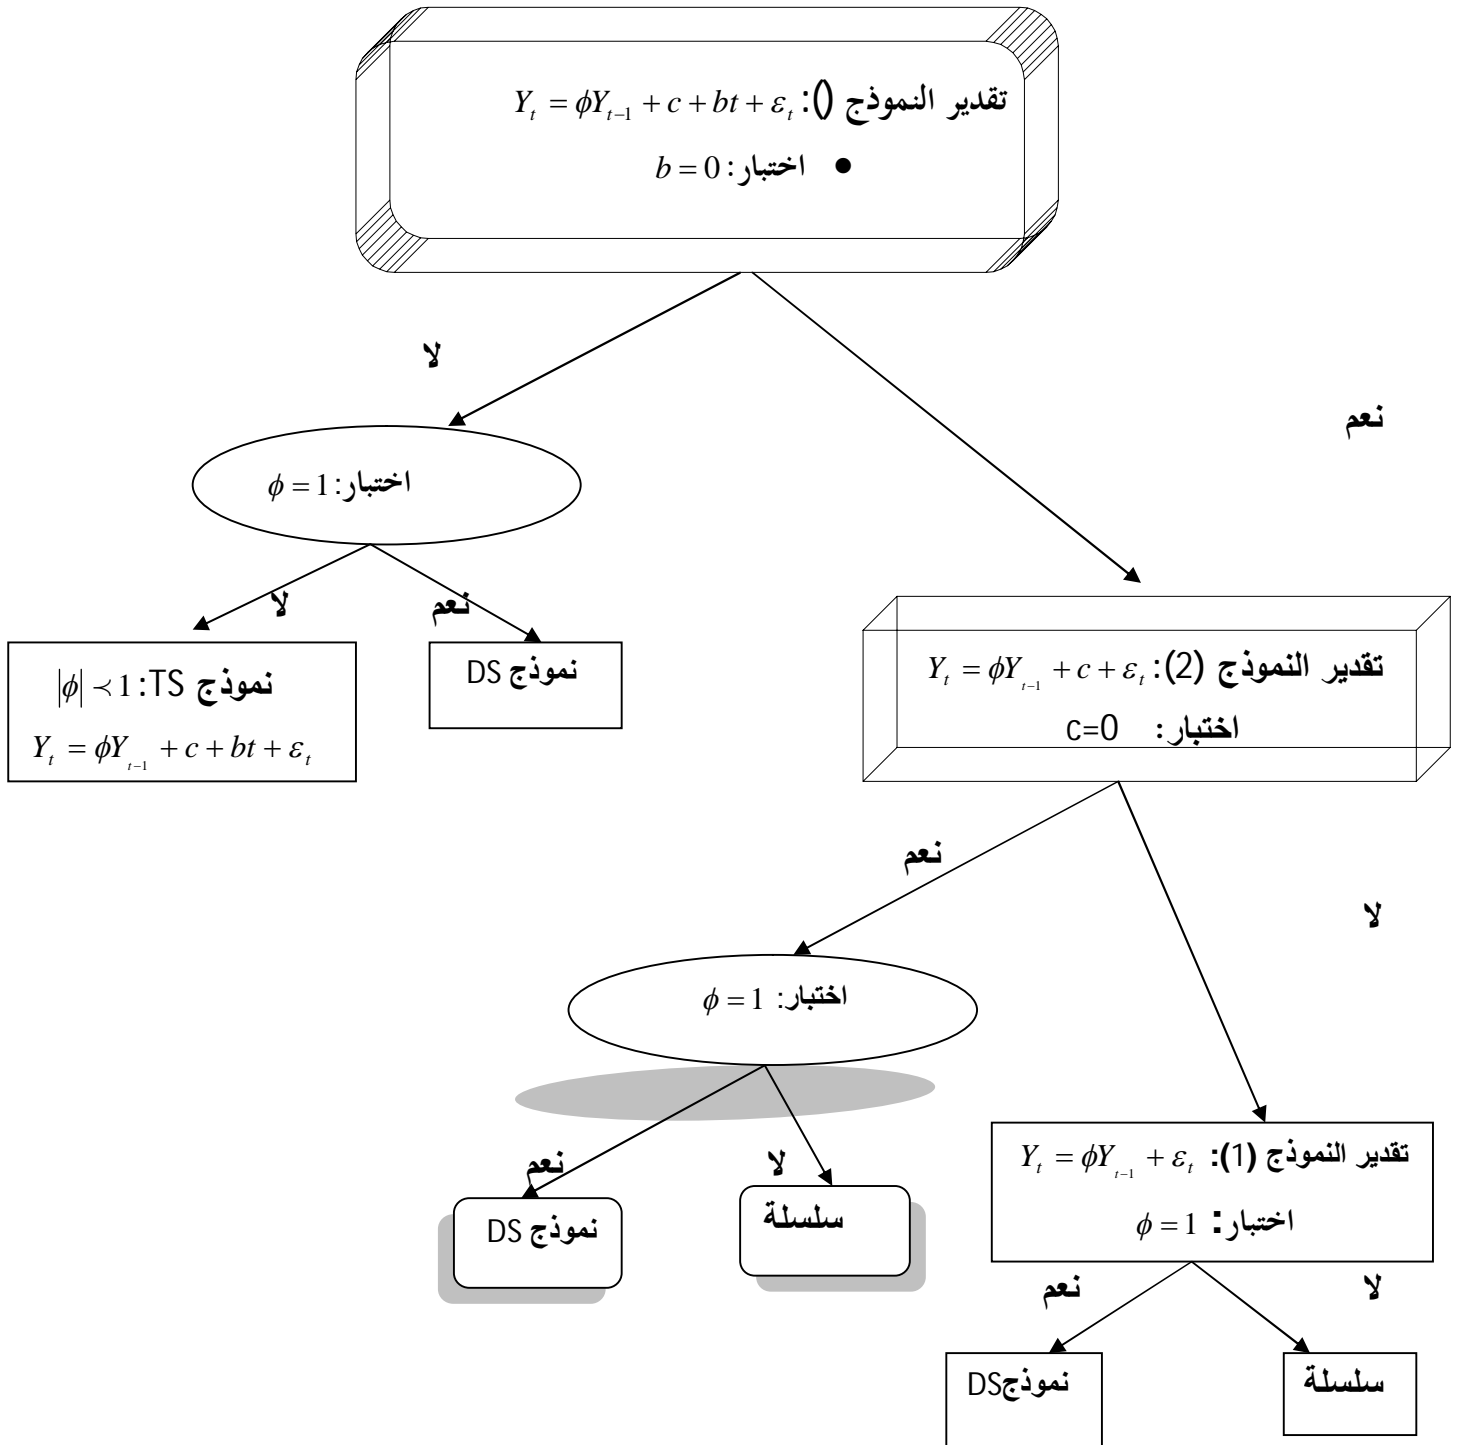 تقدير النموذج (): Y_t = ϕY_{t-1} + c + bt + ε_t
• اختبار: b = 0
لا
نعم
اختبار: ϕ = 1
لا
نعم
نموذج TS: |ϕ| ≺ 1
Y_t = ϕY_{t-1} + c + bt + ε_t
نموذج DS
تقدير النموذج (2): Y_t = ϕY_{t-1} + c + ε_t
اختبار: c=0
نعم
لا
اختبار: ϕ = 1
نعم
لا
نموذج DS
سلسلة
تقدير النموذج (1): Y_t = ϕY_{t-1} + ε_t
اختبار: ϕ = 1
نعم
لا
نموذجDS
سلسلة